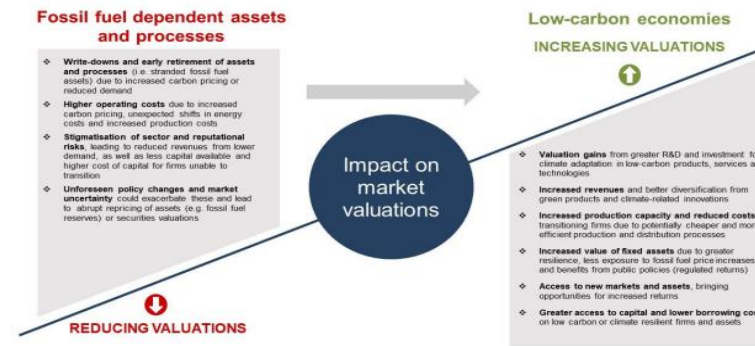 Fossil fuel dependent assets
and processes
❖ Write-downs and early retirement of assets
and processes (i.e. stranded fossil fuel
assets) due to increased carbon pricing or
reduced demand
❖ Higher operating costs due to increased
carbon pricing, unexpected shifts in energy
costs and increased production costs
❖ Stigmatisation of sector and reputational
risks, leading to reduced revenues from lower
demand, as well as less capital available and
higher cost of capital for firms unable to
transition
❖ Unforeseen policy changes and market
uncertainty could exacerbate these and lead
to abrupt repricing of assets (e.g. fossil fuel
reserves) or securities valuations
REDUCING VALUATIONS
Impact on
market
valuations
Low-carbon economies
INCREASING VALUATIONS
❖ Valuation gains from greater R&D and investment
climate adaptation in low-carbon products, services
technologies
❖ Increased revenues and better diversification from
green products and climate-related innovations
❖ Increased production capacity and reduced costs
transitioning firms due to potentially cheaper and
efficient production and distribution processes
❖ Increased value of fixed assets due to greater
resilience, less exposure to fossil fuel price increases
and benefits from public policies (regulated returns)
❖ Access to new markets and assets, bringing
opportunities for increased returns
❖ Greater access to capital and lower borrowing
on low carbon or climate resilient firms and assets